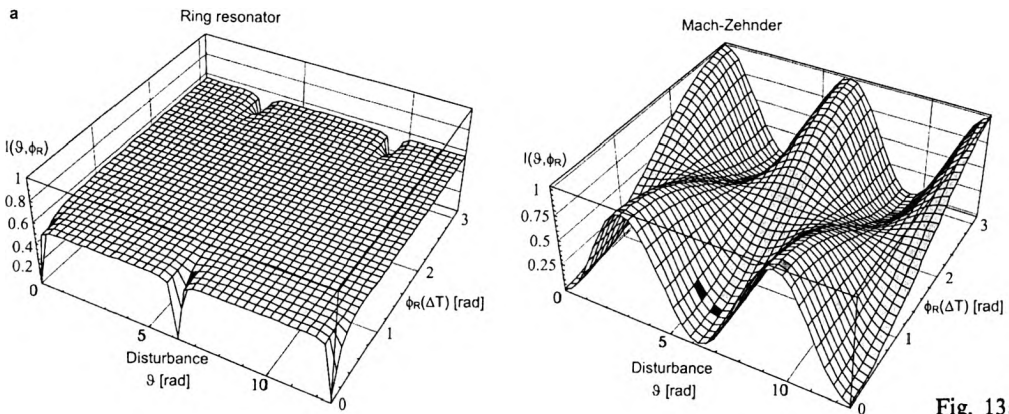 a
Ring resonator
I(ϑ,ϕR)
1
0.8
0.6
0.4
0.2
0
5
10
Disturbance
ϑ [rad]
0
1
2
3
ϕR(ΔT) [rad]
Mach-Zehnder
I(ϑ,ϕR)
1
0.75
0.5
0.25
0
5
10
Disturbance
ϑ [rad]
0
1
2
3
ϕR(ΔT) [rad]
Fig. 13